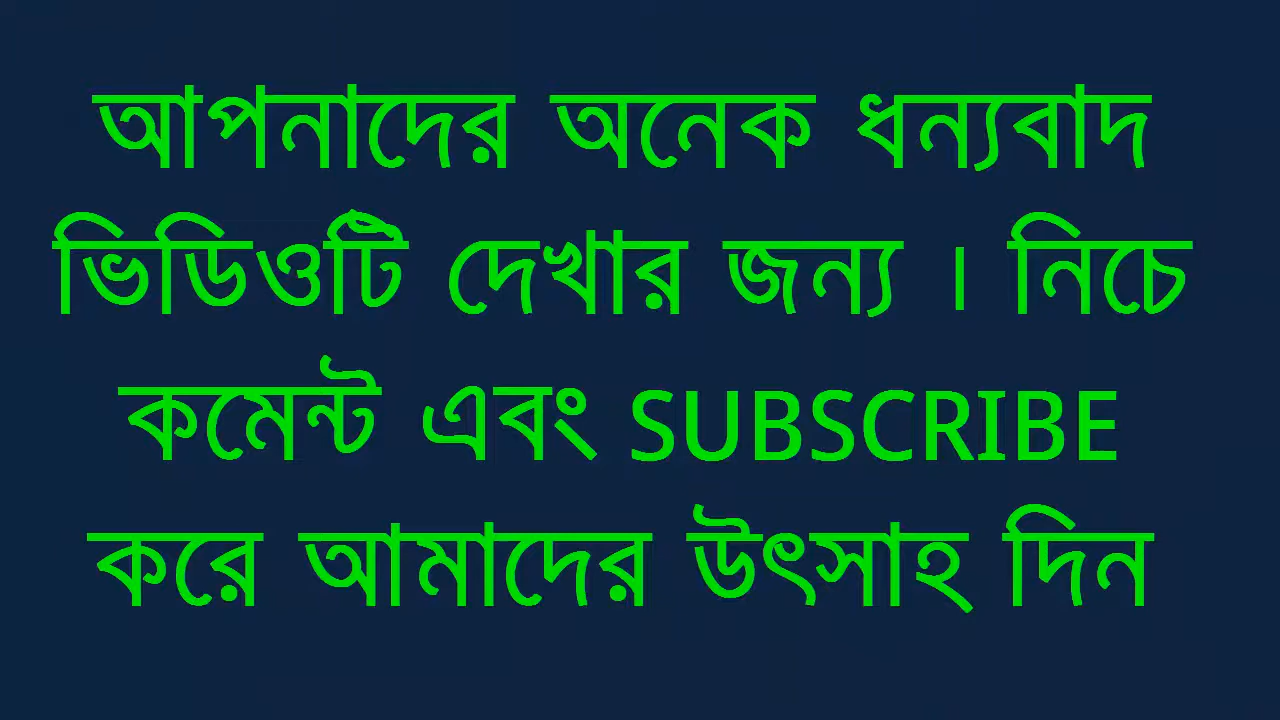 আপনাদের অনেক ধন্যবাদ
ভিডিওটি দেখার জন্য । নিচে
কমেন্ট এবং SUBSCRIBE
করে আমাদের উৎসাহ দিন